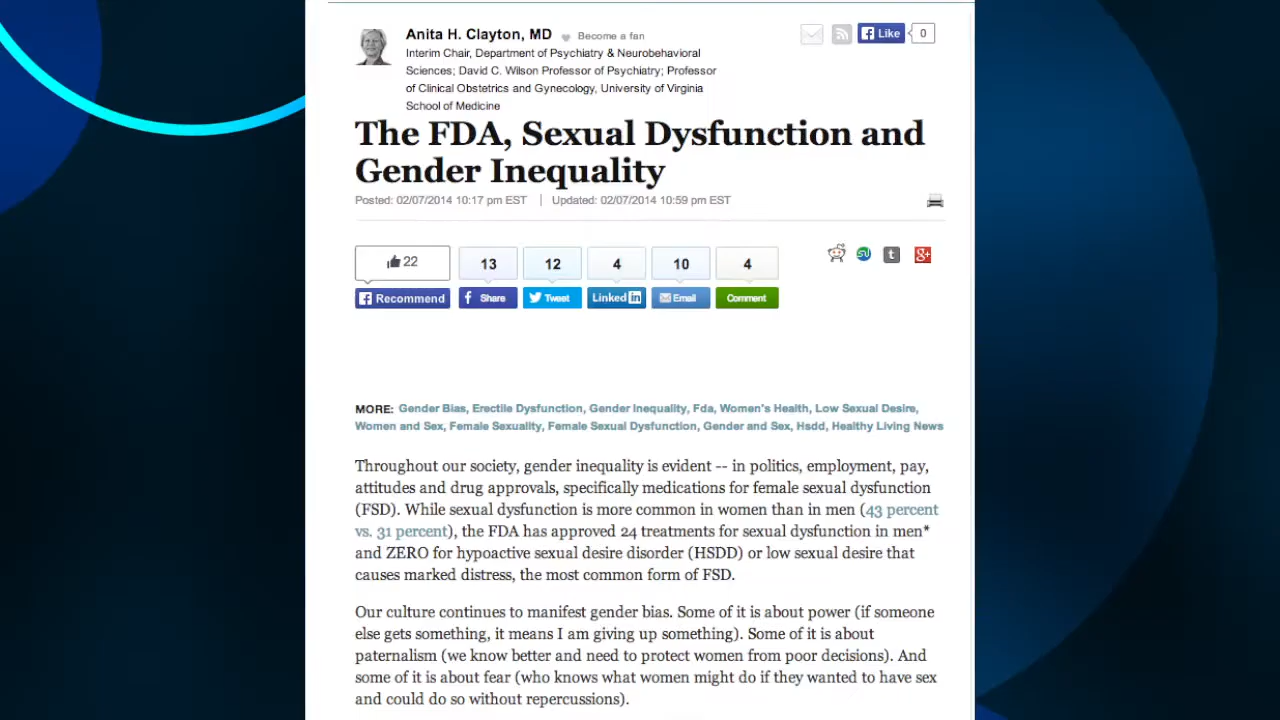 Anita H. Clayton, MD Become a fan
Interim Chair, Department of Psychiatry & Neurobehavioral
Sciences; David C. Wilson Professor of Psychiatry; Professor
of Clinical Obstetrics and Gynecology, University of Virginia
School of Medicine
Like 0
The FDA, Sexual Dysfunction and
Gender Inequality
Posted: 02/07/2014 10:17 pm EST | Updated: 02/07/2014 10:59 pm EST
22 13 12 4 10 4
Recommend Share Tweet Linked in Email Comment
MORE: Gender Bias, Erectile Dysfunction, Gender Inequality, Fda, Women's Health, Low Sexual Desire,
Women and Sex, Female Sexuality, Female Sexual Dysfunction, Gender and Sex, Hsdd, Healthy Living News
Throughout our society, gender inequality is evident -- in politics, employment, pay,
attitudes and drug approvals, specifically medications for female sexual dysfunction
(FSD). While sexual dysfunction is more common in women than in men (43 percent
vs. 31 percent), the FDA has approved 24 treatments for sexual dysfunction in men*
and ZERO for hypoactive sexual desire disorder (HSDD) or low sexual desire that
causes marked distress, the most common form of FSD.
Our culture continues to manifest gender bias. Some of it is about power (if someone
else gets something, it means I am giving up something). Some of it is about
paternalism (we know better and need to protect women from poor decisions). And
some of it is about fear (who knows what women might do if they wanted to have sex
and could do so without repercussions).